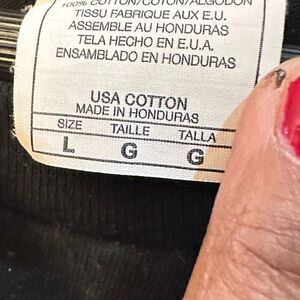 100% COTTON/COTON/ALGODON
TISSU FABRIQUE AUX E.U.
ASSEMBLE AU HONDURAS
TELA HECHO EN E.U.A.
ENSAMBLADO EN HONDURAS
USA COTTON
MADE IN HONDURAS
SIZE TAILLE TALLA
L G G